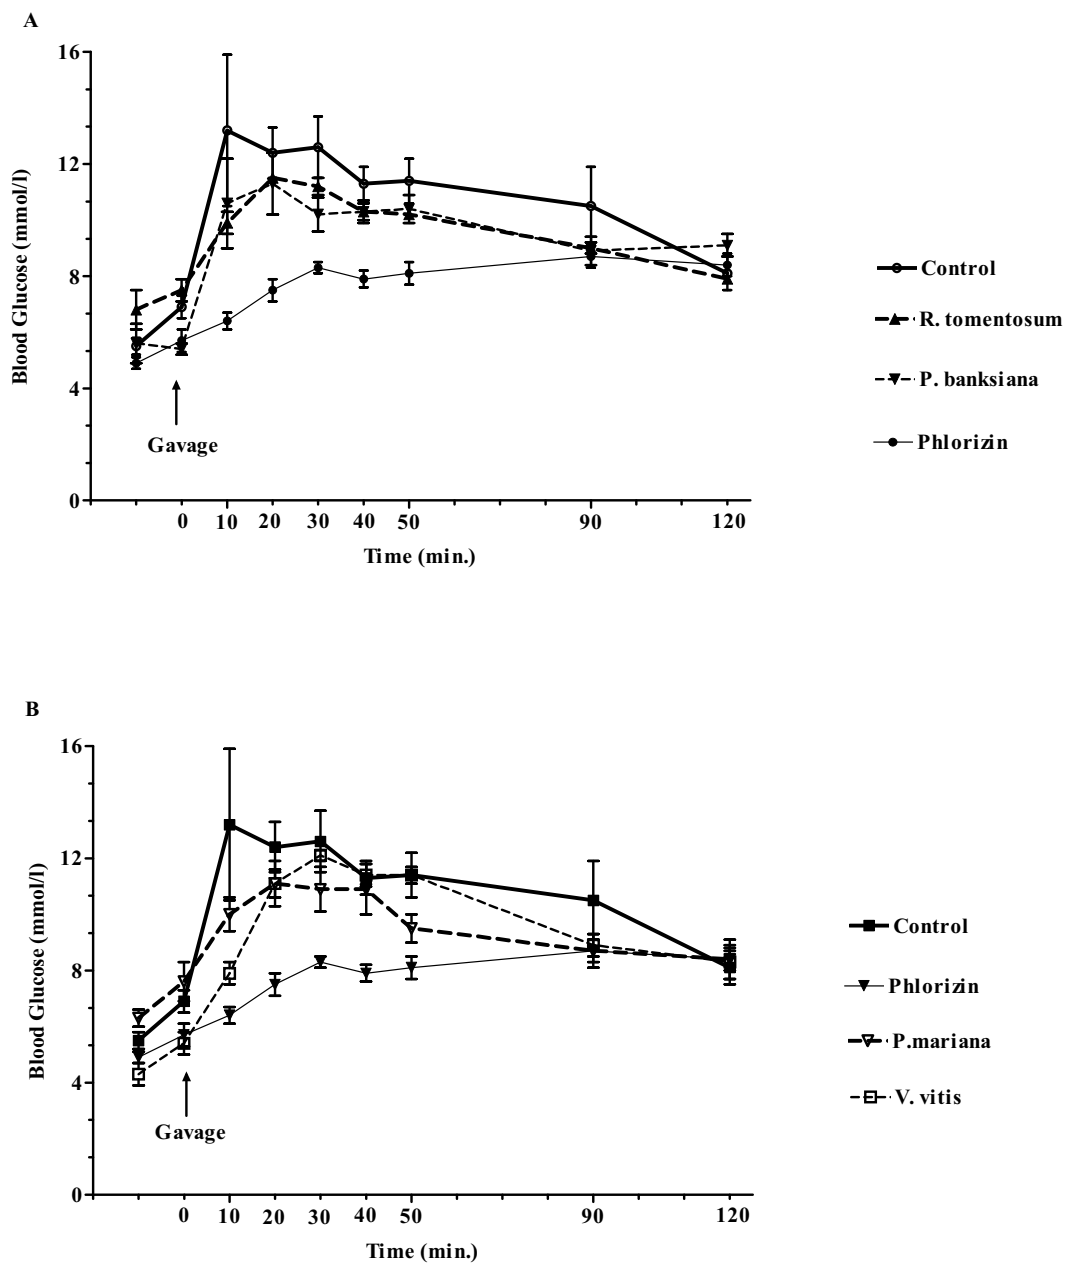 A
16
12
8
4
0
Blood Glucose (mmol/l)
Gavage
0 10 20 30 40 50 90 120
Time (min.)
Control
R. tomentosum
P. banksiana
Phlorizin
B
16
12
8
4
0
Blood Glucose (mmol/l)
Gavage
0 10 20 30 40 50 90 120
Time (min.)
Control
Phlorizin
P.mariana
V. vitis